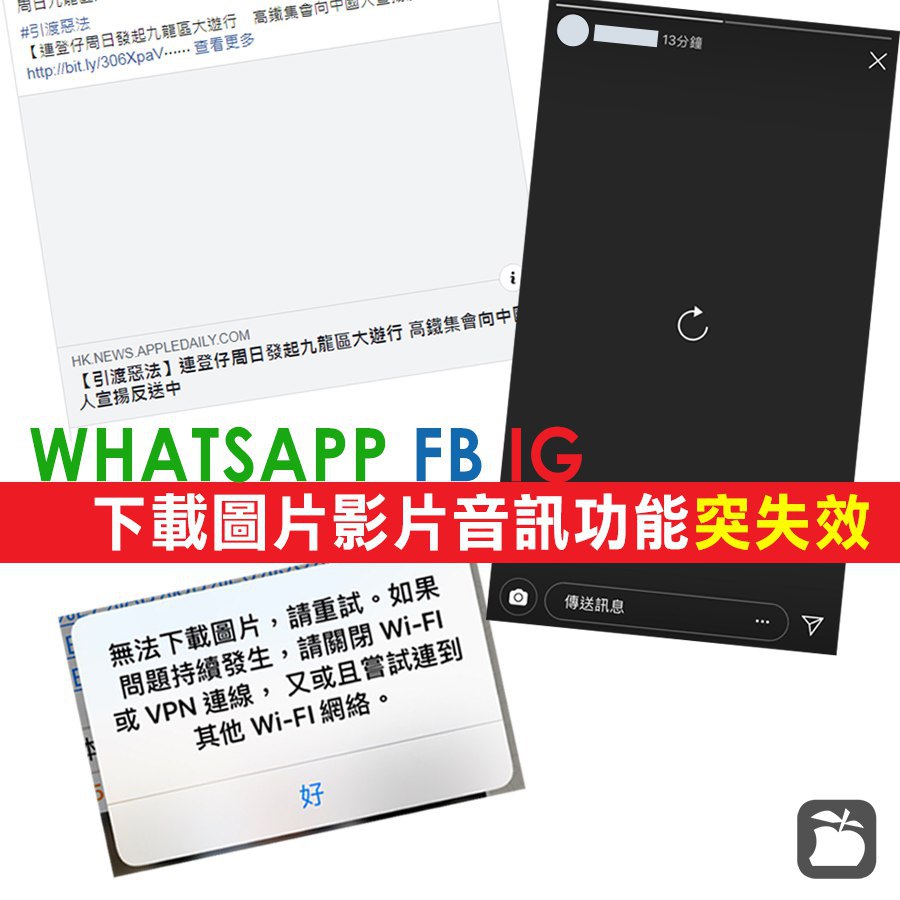 #引渡惡法
【連登仔周日發起九龍區大遊行 高鐵集會向中國人宣揚
http://bit.ly/306XpaV…… 查看更多
HK.NEWS.APPLEDAILY.COM
【引渡惡法】連登仔周日發起九龍區大遊行 高鐵集會向中國
人宣揚反送中
13分鐘
WHATSAPP FB IG
下載圖片影片音訊功能突失效
傳送訊息
無法下載圖片，請重試。如果
問題持續發生，請關閉 Wi-FI
或 VPN 連線， 又或且嘗試連到
其他 Wi-FI 網絡。
好